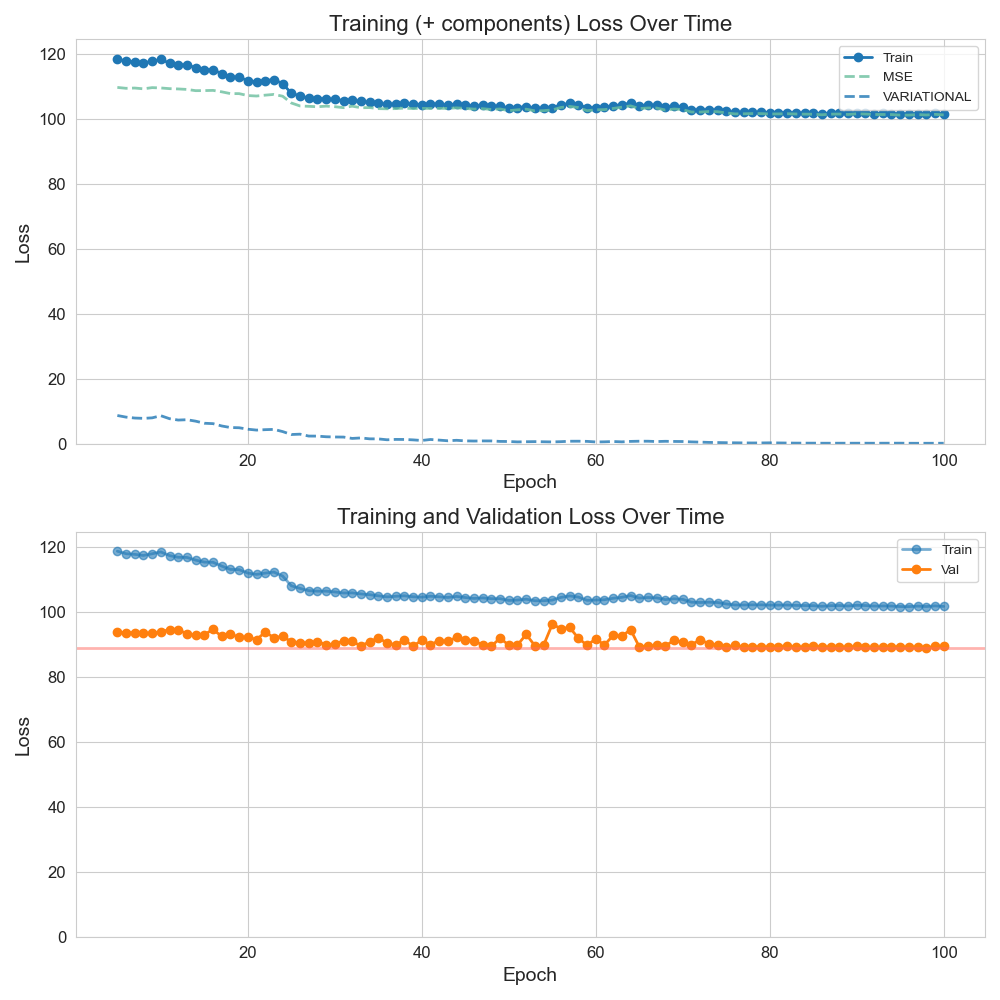 Training (+ components) Loss Over Time
Loss
120
100
80
60
40
20
0
Train
MSE
VARIATIONAL
20 40 60 80 100
Epoch
Training and Validation Loss Over Time
Loss
120
100
80
60
40
20
0
Train
Val
20 40 60 80 100
Epoch